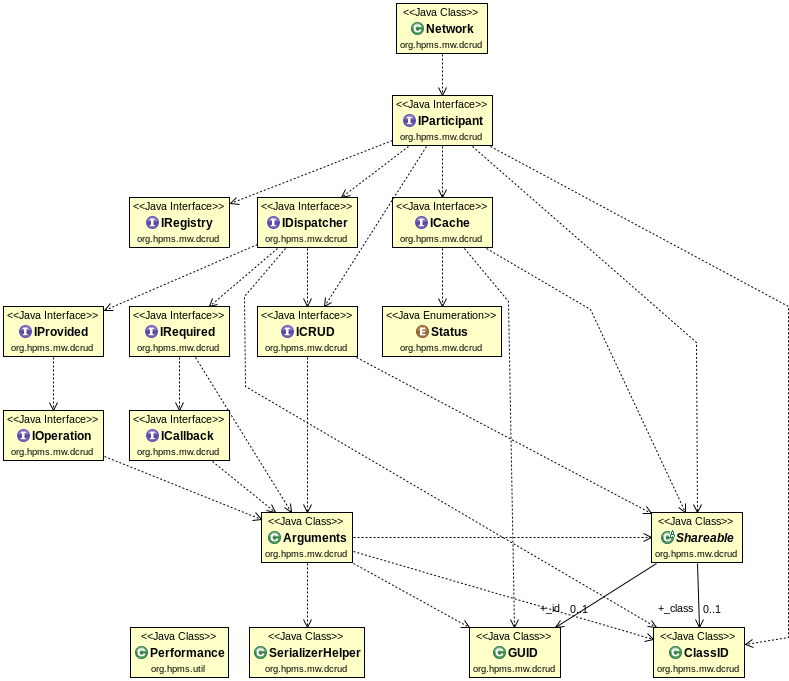 <<Java Class>>
Network
org.hpms.mw.dcrud
<<Java Interface>>
IParticipant
org.hpms.mw.dcrud
<<Java Interface>>
IRegistry
org.hpms.mw.dcrud
<<Java Interface>>
IDispatcher
org.hpms.mw.dcrud
<<Java Interface>>
ICache
org.hpms.mw.dcrud
<<Java Interface>>
IProvided
org.hpms.mw.dcrud
<<Java Interface>>
IRequired
org.hpms.mw.dcrud
<<Java Interface>>
ICRUD
org.hpms.mw.dcrud
<<Java Enumeration>>
Status
org.hpms.mw.dcrud
<<Java Interface>>
IOperation
org.hpms.mw.dcrud
<<Java Interface>>
ICallback
org.hpms.mw.dcrud
<<Java Class>>
Arguments
org.hpms.mw.dcrud
<<Java Class>>
Shareable
org.hpms.mw.dcrud
+_id 0..1
+_class 0..1
<<Java Class>>
Performance
org.hpms.util
<<Java Class>>
SerializerHelper
org.hpms.mw.dcrud
<<Java Class>>
GUID
org.hpms.mw.dcrud
<<Java Class>>
ClassID
org.hpms.mw.dcrud